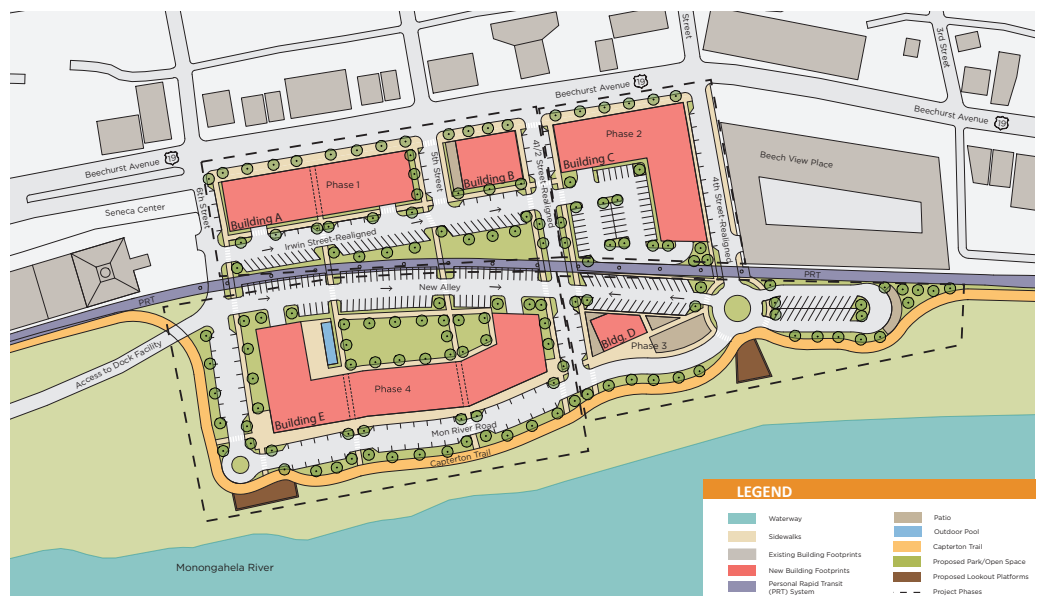 Street
3rd Street
Beechurst Avenue 19
Beechurst Avenue 19
Phase 2
Building C
41/2 Street-Realigned
4th Street-Realigned
Beech View Place
Beechurst Avenue 19
5th Street
Building B
Phase 1
Building A
6th Street
Seneca Center
Irwin Street-Realigned
PRT
PRT
New Alley
Access to Dock Facility
Bldg. D
Phase 3
Phase 4
Building E
Mon River Road
Capterton Trail
Monongahela River
LEGEND
Waterway
Sidewalks
Existing Building Footprints
New Building Footprints
Personal Rapid Transit
(PRT) System
Patio
Outdoor Pool
Capterton Trail
Proposed Park/Open Space
Proposed Lookout Platforms
Project Phases